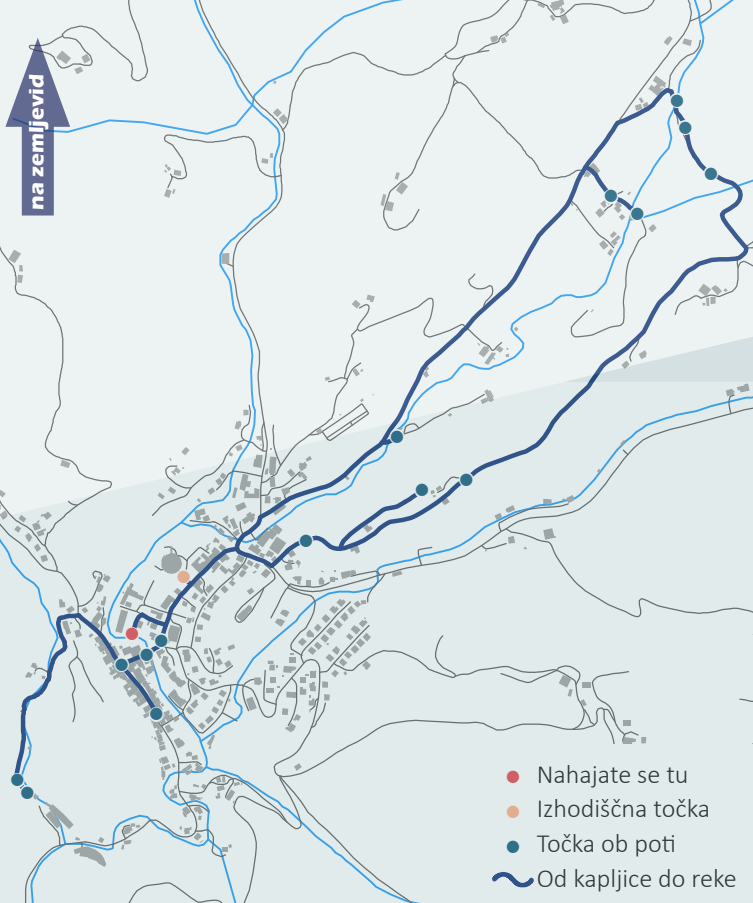 na zemljevid
Nahajate se tu
Izhodiščna točka
Točka ob poti
Od kapljice do reke